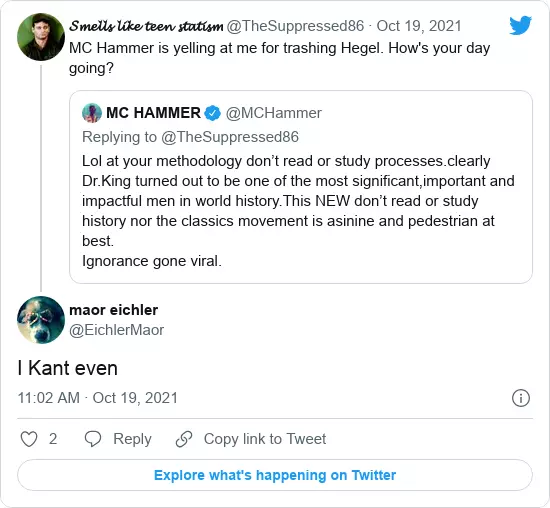 Smells like teen statism @TheSuppressed86 · Oct 19, 2021
MC Hammer is yelling at me for trashing Hegel. How's your day
going?
MC HAMMER @MCHammer
Replying to @TheSuppressed86
Lol at your methodology don’t read or study processes.clearly
Dr.King turned out to be one of the most significant,important and
impactful men in world history.This NEW don’t read or study
history nor the classics movement is asinine and pedestrian at
best.
Ignorance gone viral.
maor eichler
@EichlerMaor
I Kant even
11:02 AM · Oct 19, 2021
2 Reply Copy link to Tweet
Explore what's happening on Twitter